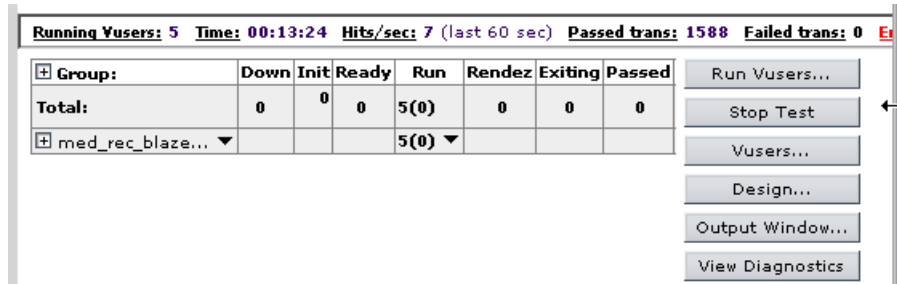 Running Vusers: 5 Time: 00:13:24 Hits/sec: 7 (last 60 sec) Passed trans: 1588 Failed trans: 0
Group: Down Init Ready Run Rendez Exiting Passed
Total: 0 0 0 5(0) 0 0 0
med_rec_blaze... 5(0)
Run Vusers...
Stop Test
Vusers...
Design...
Output Window...
View Diagnostics